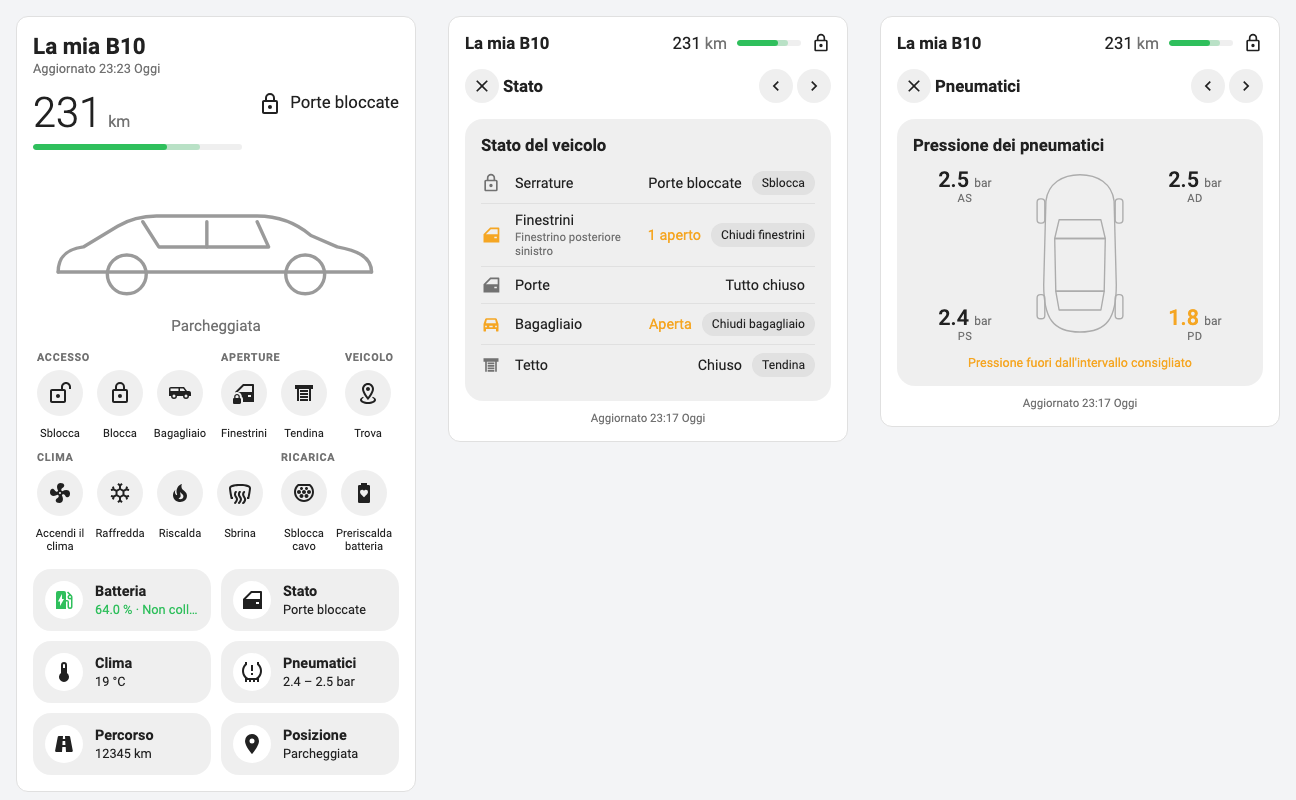 La mia B10
Aggiornato 23:23 Oggi
231 km
Porte bloccate
Parcheggiata
ACCESSO
APERTURE
VEICOLO
Sblocca
Blocca
Bagagliaio
Finestrini
Tendina
Trova
CLIMA
RICARICA
Accendi il
clima
Raffredda
Riscalda
Sbrina
Sblocca
cavo
Preriscalda
batteria
Batteria
64.0 % · Non coll…
Stato
Porte bloccate
Clima
19 °C
Pneumatici
2.4 – 2.5 bar
Percorso
12345 km
Posizione
Parcheggiata
La mia B10
231 km
Stato
Stato del veicolo
Serrature
Porte bloccate
Sblocca
Finestrini
Finestrino posteriore
sinistro
1 aperto
Chiudi finestrini
Porte
Tutto chiuso
Bagagliaio
Aperta
Chiudi bagagliaio
Tetto
Chiuso
Tendina
Aggiornato 23:17 Oggi
La mia B10
231 km
Pneumatici
Pressione dei pneumatici
2.5 bar
AS
2.5 bar
AD
2.4 bar
PS
1.8 bar
PD
Pressione fuori dall'intervallo consigliato
Aggiornato 23:17 Oggi